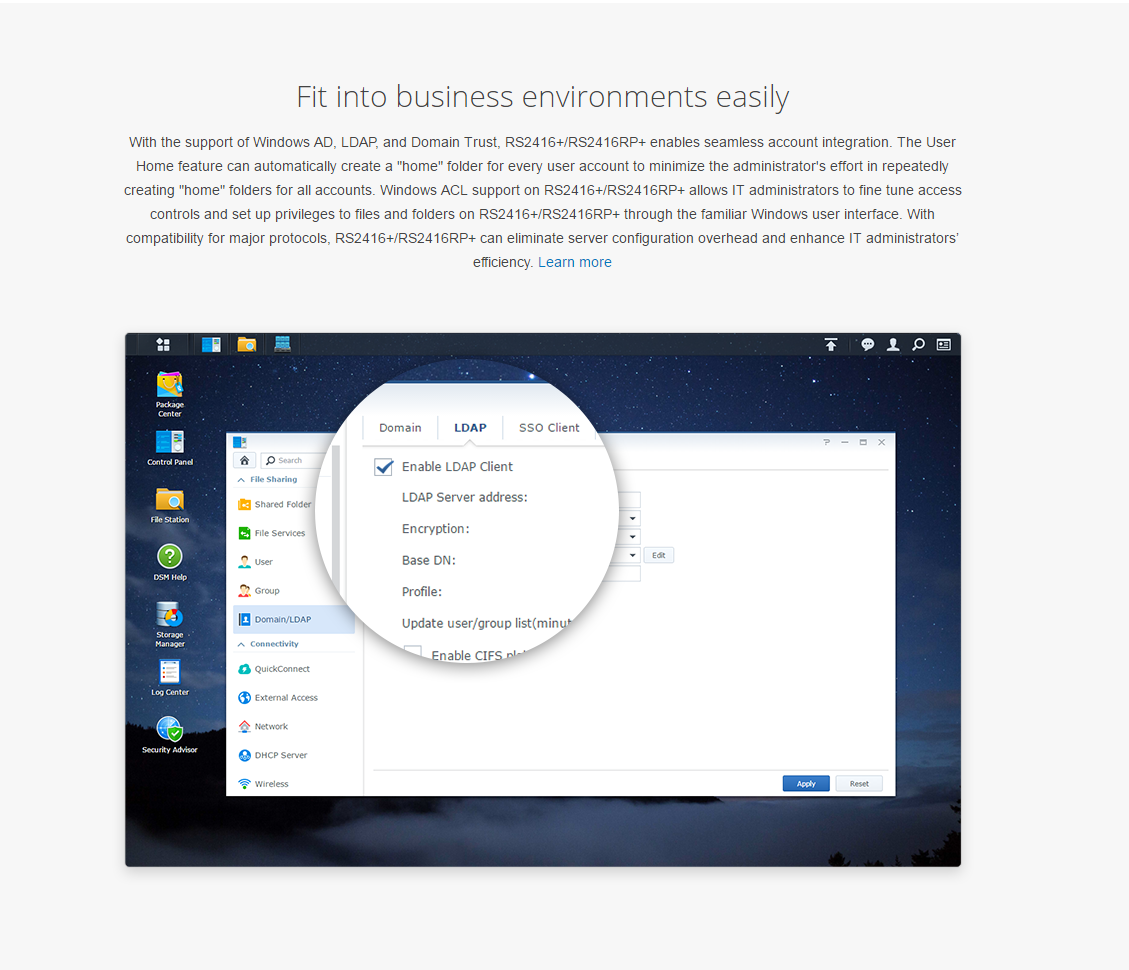 Fit into business environments easily
With the support of Windows AD, LDAP, and Domain Trust, RS2416+/RS2416RP+ enables seamless account integration. The User
Home feature can automatically create a "home" folder for every user account to minimize the administrator's effort in repeatedly
creating "home" folders for all accounts. Windows ACL support on RS2416+/RS2416RP+ allows IT administrators to fine tune access
controls and set up privileges to files and folders on RS2416+/RS2416RP+ through the familiar Windows user interface. With
compatibility for major protocols, RS2416+/RS2416RP+ can eliminate server configuration overhead and enhance IT administrators'
efficiency. Learn more
Package
Center
Control Panel
File Station
DSM Help
Storage
Manager
Log Center
Security Advisor
Search
File Sharing
Shared Folder
File Services
User
Group
Domain/LDAP
Connectivity
QuickConnect
External Access
Network
DHCP Server
Wireless
Domain
LDAP
SSO Client
Enable LDAP Client
LDAP Server address:
Encryption:
Base DN:
Profile:
Update user/group list(minut
Enable CIFS
Edit
Apply
Reset